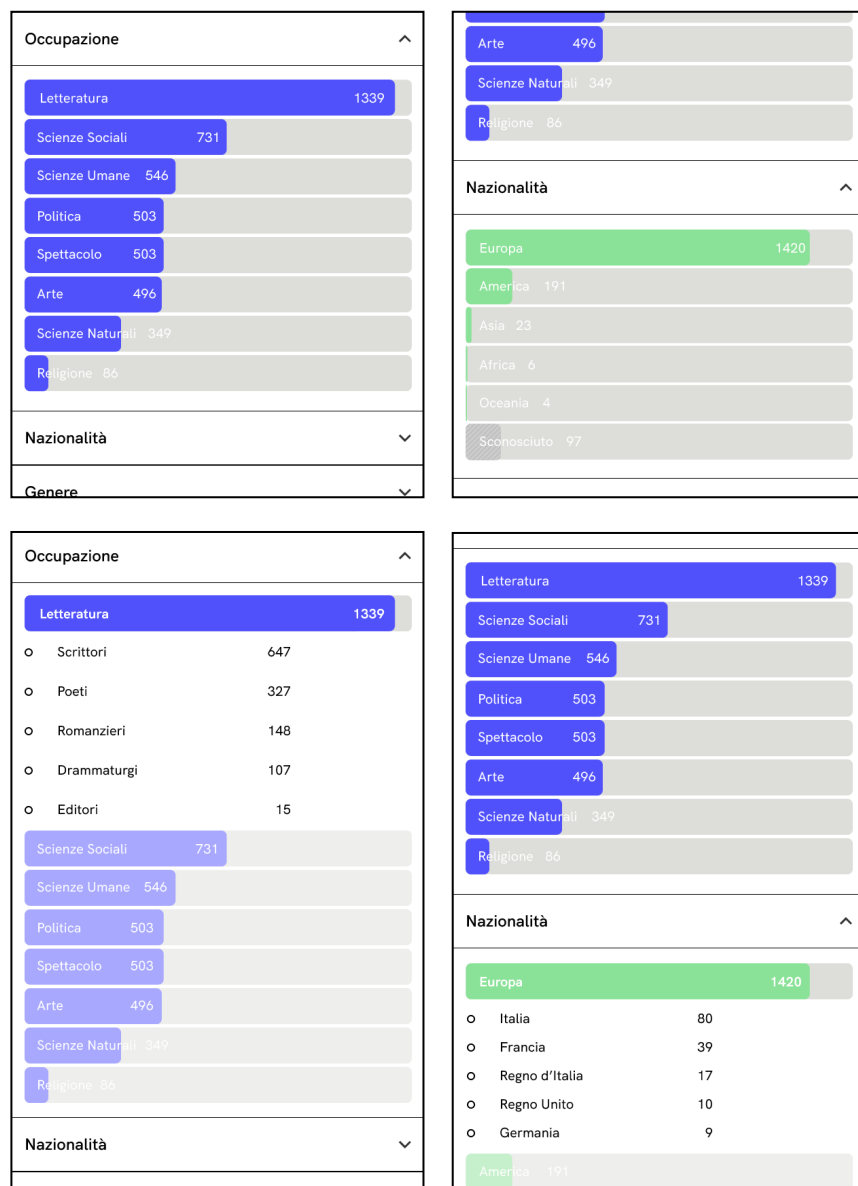 Occupazione
Letteratura 1339
Scienze Sociali 731
Scienze Umane 546
Politica 503
Spettacolo 503
Arte 496
Scienze Naturali 349
Religione 86
Nazionalità
Genere
Arte 496
Scienze Naturali 349
Religione 86
Nazionalità
Europa 1420
America 191
Asia 23
Africa 6
Oceania 4
Sconosciuto 97
Occupazione
Letteratura 1339
Scrittori 647
Poeti 327
Romanzieri 148
Drammaturgi 107
Editori 15
Scienze Sociali 731
Scienze Umane 546
Politica 503
Spettacolo 503
Arte 496
Scienze Naturali 349
Religione 86
Nazionalità
Letteratura 1339
Scienze Sociali 731
Scienze Umane 546
Politica 503
Spettacolo 503
Arte 496
Scienze Naturali 349
Religione 86
Nazionalità
Europa 1420
Italia 80
Francia 39
Regno d’Italia 17
Regno Unito 10
Germania 9
America 191